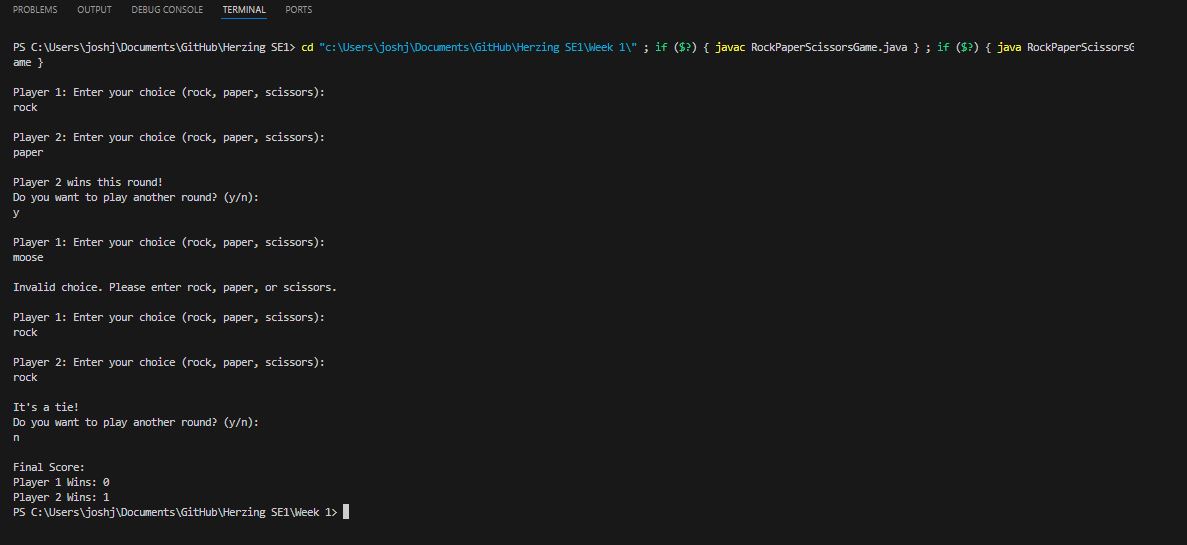 PROBLEMS OUTPUT DEBUG CONSOLE TERMINAL PORTS
PS C:\Users\joshj\Documents\GitHub\Herzing SE1> cd "c:\Users\joshj\Documents\GitHub\Herzing SE1\Week 1\" ; if ($?) { javac RockPaperScissorsGame.java } ; if ($?) { java RockPaperScissorsG
ame }
Player 1: Enter your choice (rock, paper, scissors):
rock
Player 2: Enter your choice (rock, paper, scissors):
paper
Player 2 wins this round!
Do you want to play another round? (y/n):
y
Player 1: Enter your choice (rock, paper, scissors):
moose
Invalid choice. Please enter rock, paper, or scissors.
Player 1: Enter your choice (rock, paper, scissors):
rock
Player 2: Enter your choice (rock, paper, scissors):
rock
It's a tie!
Do you want to play another round? (y/n):
n
Final Score:
Player 1 Wins: 0
Player 2 Wins: 1
PS C:\Users\joshj\Documents\GitHub\Herzing SE1\Week 1>